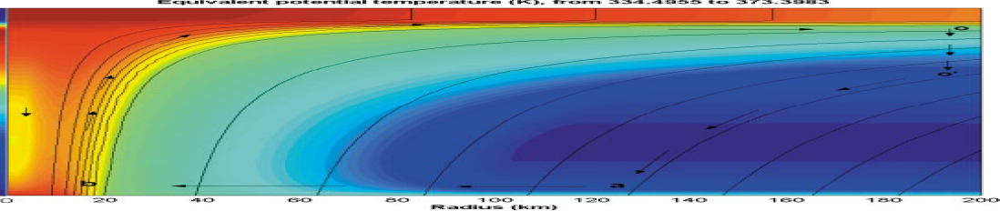 Equivalent potential temperature (K), from 334.4955 to 373.3983
o
o'
b
a
0 20 40 60 80 100 120 140 160 180 200
Radius (km)